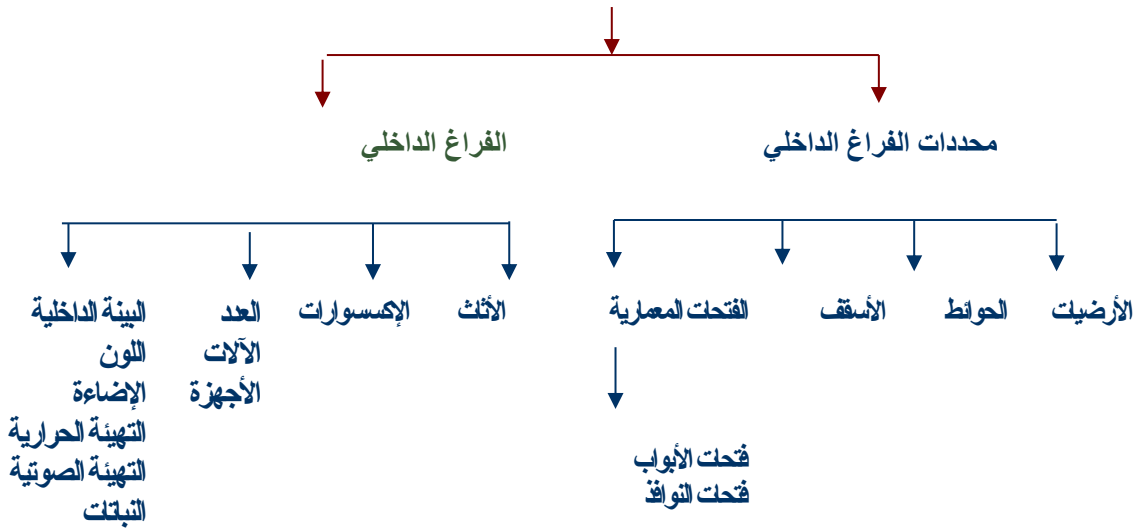 محددات الفراغ الداخلي
الفراغ الداخلي
الأرضيات
الحوائط
الأسقف
الفتحات المعمارية
فتحات الأبواب
فتحات النوافذ
الأثاث
الإكسسوارات
العدد
الآلات
الأجهزة
البيئة الداخلية
اللون
الإضاءة
التهيئة الحرارية
التهيئة الصوتية
النباتات